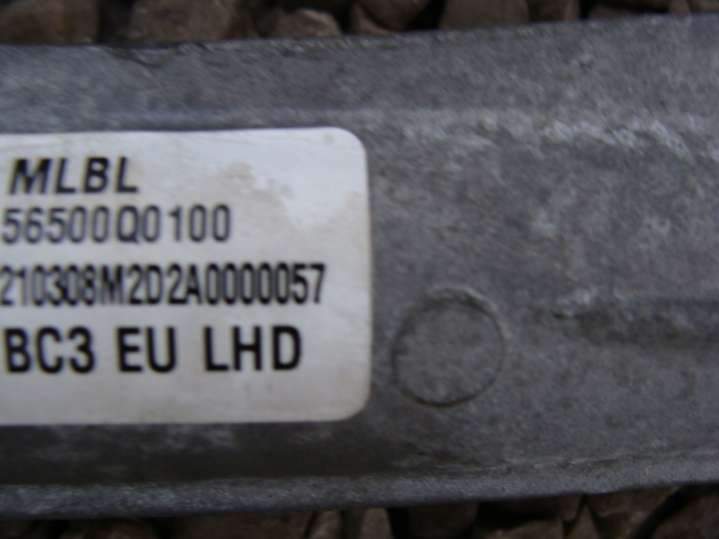 MLBL
56500Q0100
210308M2D2A0000057
BC3 EU LHD